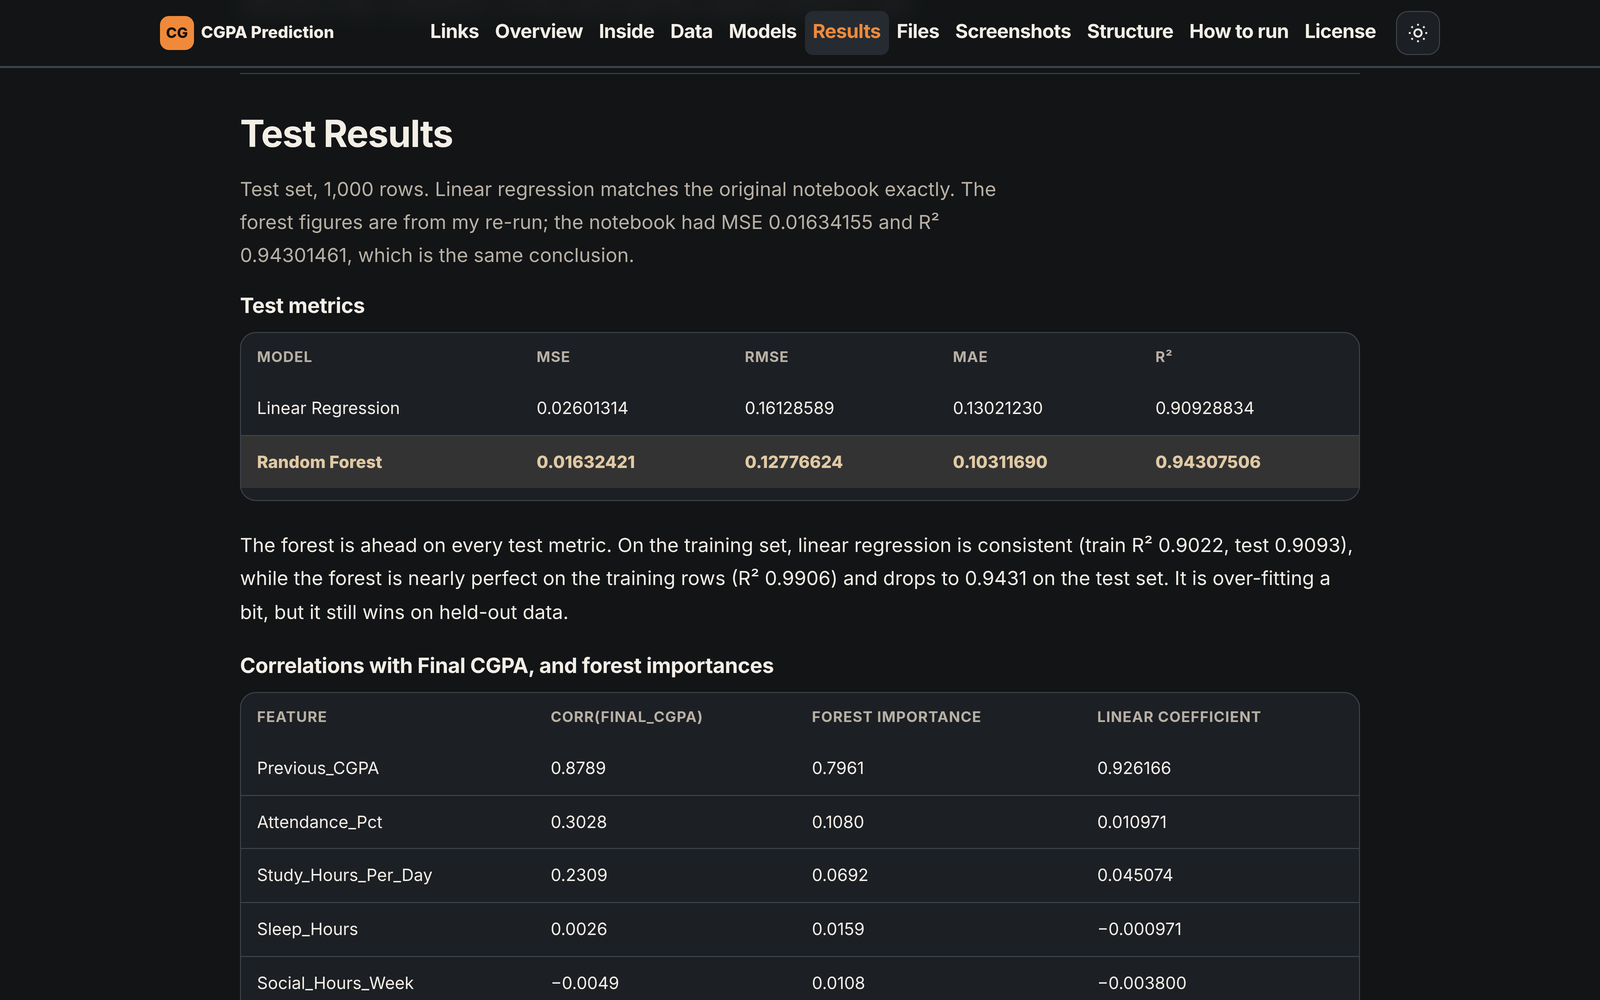 CG CGPA Prediction Links Overview Inside Data Models Results Files Screenshots Structure How to run License
Test Results
Test set, 1,000 rows. Linear regression matches the original notebook exactly. The
forest figures are from my re-run; the notebook had MSE 0.01634155 and R²
0.94301461, which is the same conclusion.
Test metrics
MODEL MSE RMSE MAE R²
Linear Regression 0.02601314 0.16128589 0.13021230 0.90928834
Random Forest 0.01632421 0.12776624 0.10311690 0.94307506
The forest is ahead on every test metric. On the training set, linear regression is consistent (train R² 0.9022, test 0.9093),
while the forest is nearly perfect on the training rows (R² 0.9906) and drops to 0.9431 on the test set. It is over-fitting a
bit, but it still wins on held-out data.
Correlations with Final CGPA, and forest importances
FEATURE CORR(FINAL_CGPA) FOREST IMPORTANCE LINEAR COEFFICIENT
Previous_CGPA 0.8789 0.7961 0.926166
Attendance_Pct 0.3028 0.1080 0.010971
Study_Hours_Per_Day 0.2309 0.0692 0.045074
Sleep_Hours 0.0026 0.0159 −0.000971
Social_Hours_Week −0.0049 0.0108 −0.003800